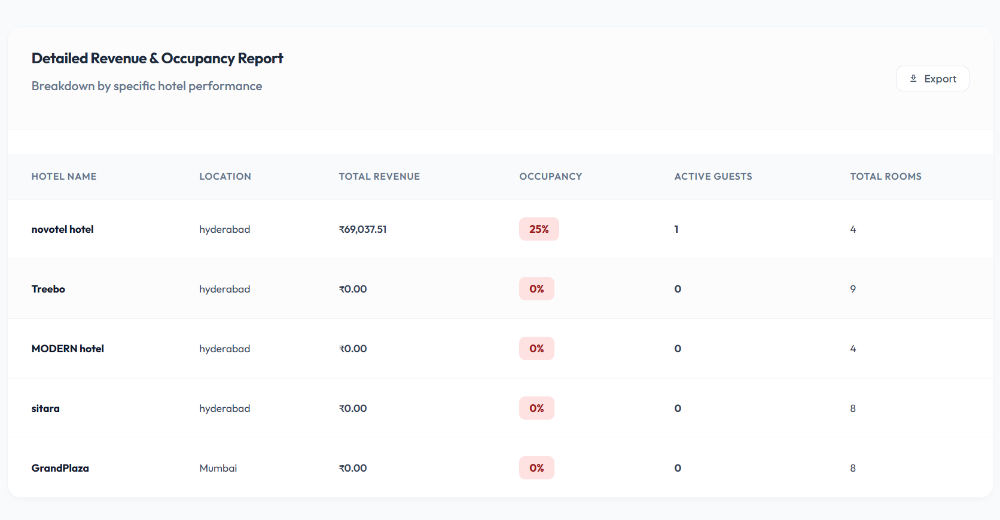 Detailed Revenue & Occupancy Report
Breakdown by specific hotel performance
Export
HOTEL NAME LOCATION TOTAL REVENUE OCCUPANCY ACTIVE GUESTS TOTAL ROOMS
novotel hotel hyderabad ₹69,037.51 25% 1 4
Treebo hyderabad ₹0.00 0% 0 9
MODERN hotel hyderabad ₹0.00 0% 0 4
sitara hyderabad ₹0.00 0% 0 8
GrandPlaza Mumbai ₹0.00 0% 0 8